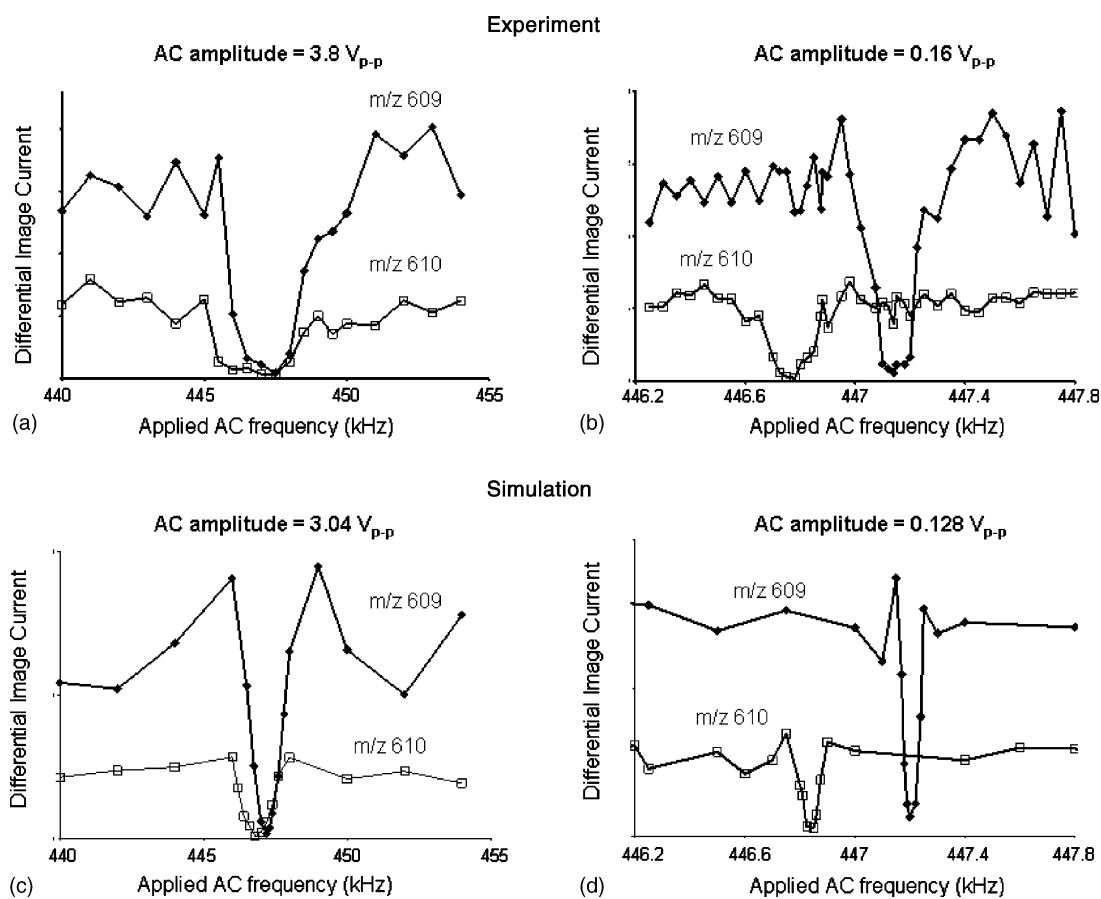 Experiment
AC amplitude = 3.8 Vp-p
Differential Image Current
m/z 609
m/z 610
440 445 450 455
Applied AC frequency (kHz)
(a)
AC amplitude = 0.16 Vp-p
Differential Image Current
m/z 609
m/z 610
446.2 446.6 447 447.4 447.8
Applied AC frequency (kHz)
(b)
Simulation
AC amplitude = 3.04 Vp-p
Differential Image Current
m/z 609
m/z 610
440 445 450 455
Applied AC frequency (kHz)
(c)
AC amplitude = 0.128 Vp-p
Differential Image Current
m/z 609
m/z 610
446.2 446.6 447 447.4 447.8
Applied AC frequency (kHz)
(d)